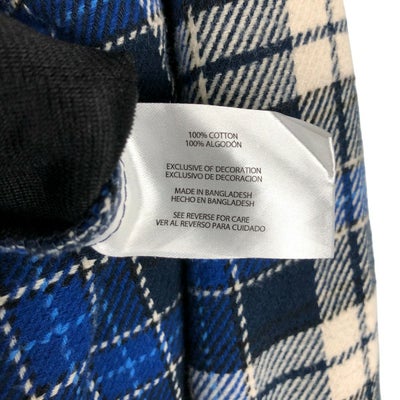 100% COTTON
100% ALGODÓN
EXCLUSIVE OF DECORATION
EXCLUSIVO DE DECORACION
MADE IN BANGLADESH
HECHO EN BANGLADESH
SEE REVERSE FOR CARE
VER AL REVERSO PARA CUIDADO